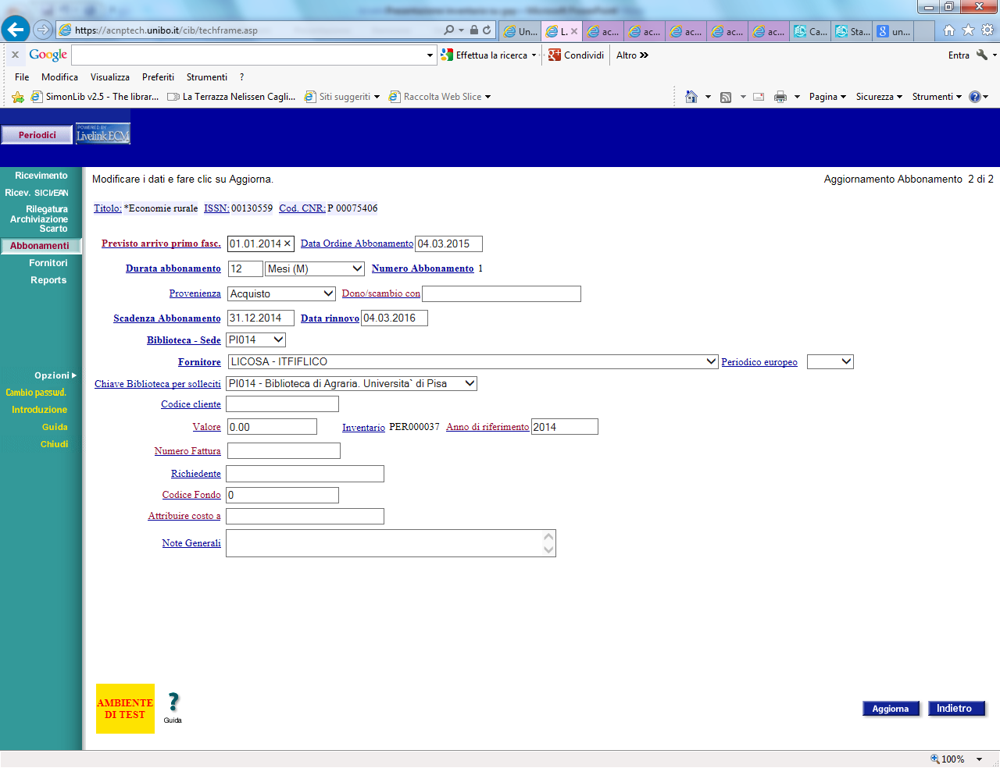 https://acnptech.unibo.it/cib/techframe.asp
Un...
L
ac...
ac...
ac...
ac...
ac...
Ca...
Sta...
un...
x Google
Effettua la ricerca
Condividi
Altro »
Entra
File Modifica Visualizza Preferiti Strumenti ?
SimonLib v2.5 - The librar... La Terrazza Nelissen Cagli... Siti suggeriti Raccolta Web Slice
Pagina Sicurezza Strumenti
Periodici
POWERED BY
Livelink ECM
Ricevimento
Ricev. SICI/EAN
Rilegatura
Archiviazione
Scarto
Abbonamenti
Fornitori
Reports
Opzioni
Cambio passwd.
Introduzione
Guida
Chiudi
Modificare i dati e fare clic su Aggiorna.
Aggiornamento Abbonamento 2 di 2
Titolo: *Economie rurale ISSN: 00130559 Cod. CNR: P 00075406
Previsto arrivo primo fasc. 01.01.2014 × Data Ordine Abbonamento 04.03.2015
Durata abbonamento 12 Mesi (M) Numero Abbonamento 1
Provenienza Acquisto Dono/scambio con
Scadenza Abbonamento 31.12.2014 Data rinnovo 04.03.2016
Biblioteca - Sede PI014
Fornitore LICOSA - ITFIFLICO Periodico europeo
Chiave Biblioteca per solleciti PI014 - Biblioteca di Agraria. Universita` di Pisa
Codice cliente
Valore 0.00 Inventario PER000037 Anno di riferimento 2014
Numero Fattura
Richiedente
Codice Fondo 0
Attribuire costo a
Note Generali
AMBIENTE
DI TEST
Guida
Aggiorna
Indietro
100%